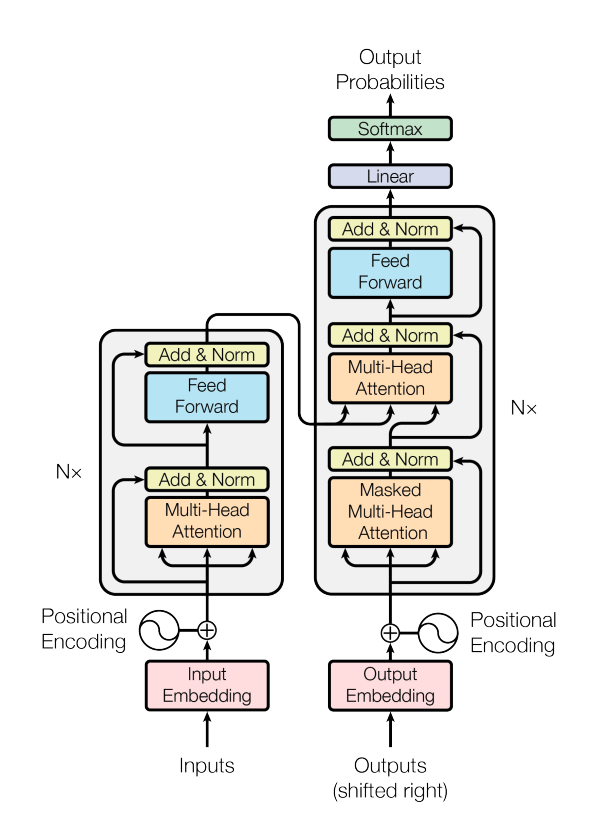 Output
Probabilities
Softmax
Linear
Add & Norm
Feed
Forward
Add & Norm
Multi-Head
Attention
Add & Norm
Masked
Multi-Head
Attention
N×
Add & Norm
Feed
Forward
Add & Norm
Multi-Head
Attention
N×
Positional
Encoding
Positional
Encoding
Input
Embedding
Output
Embedding
Inputs
Outputs
(shifted right)